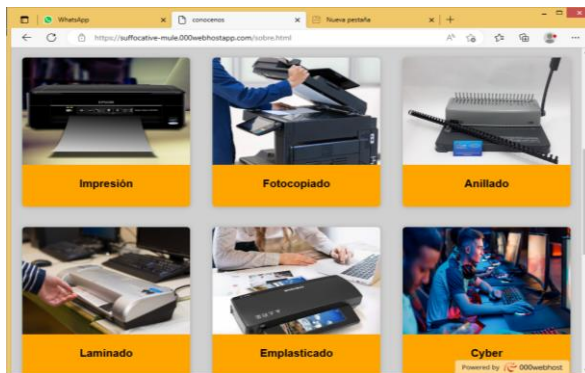 WhatsApp
conocenos
Nueva pestaña
https://suffocative-mule.000webhostapp.com/sobre.html
Impresión
Fotocopiado
Anillado
Laminado
Emplasticado
Cyber
Powered by 000webhost